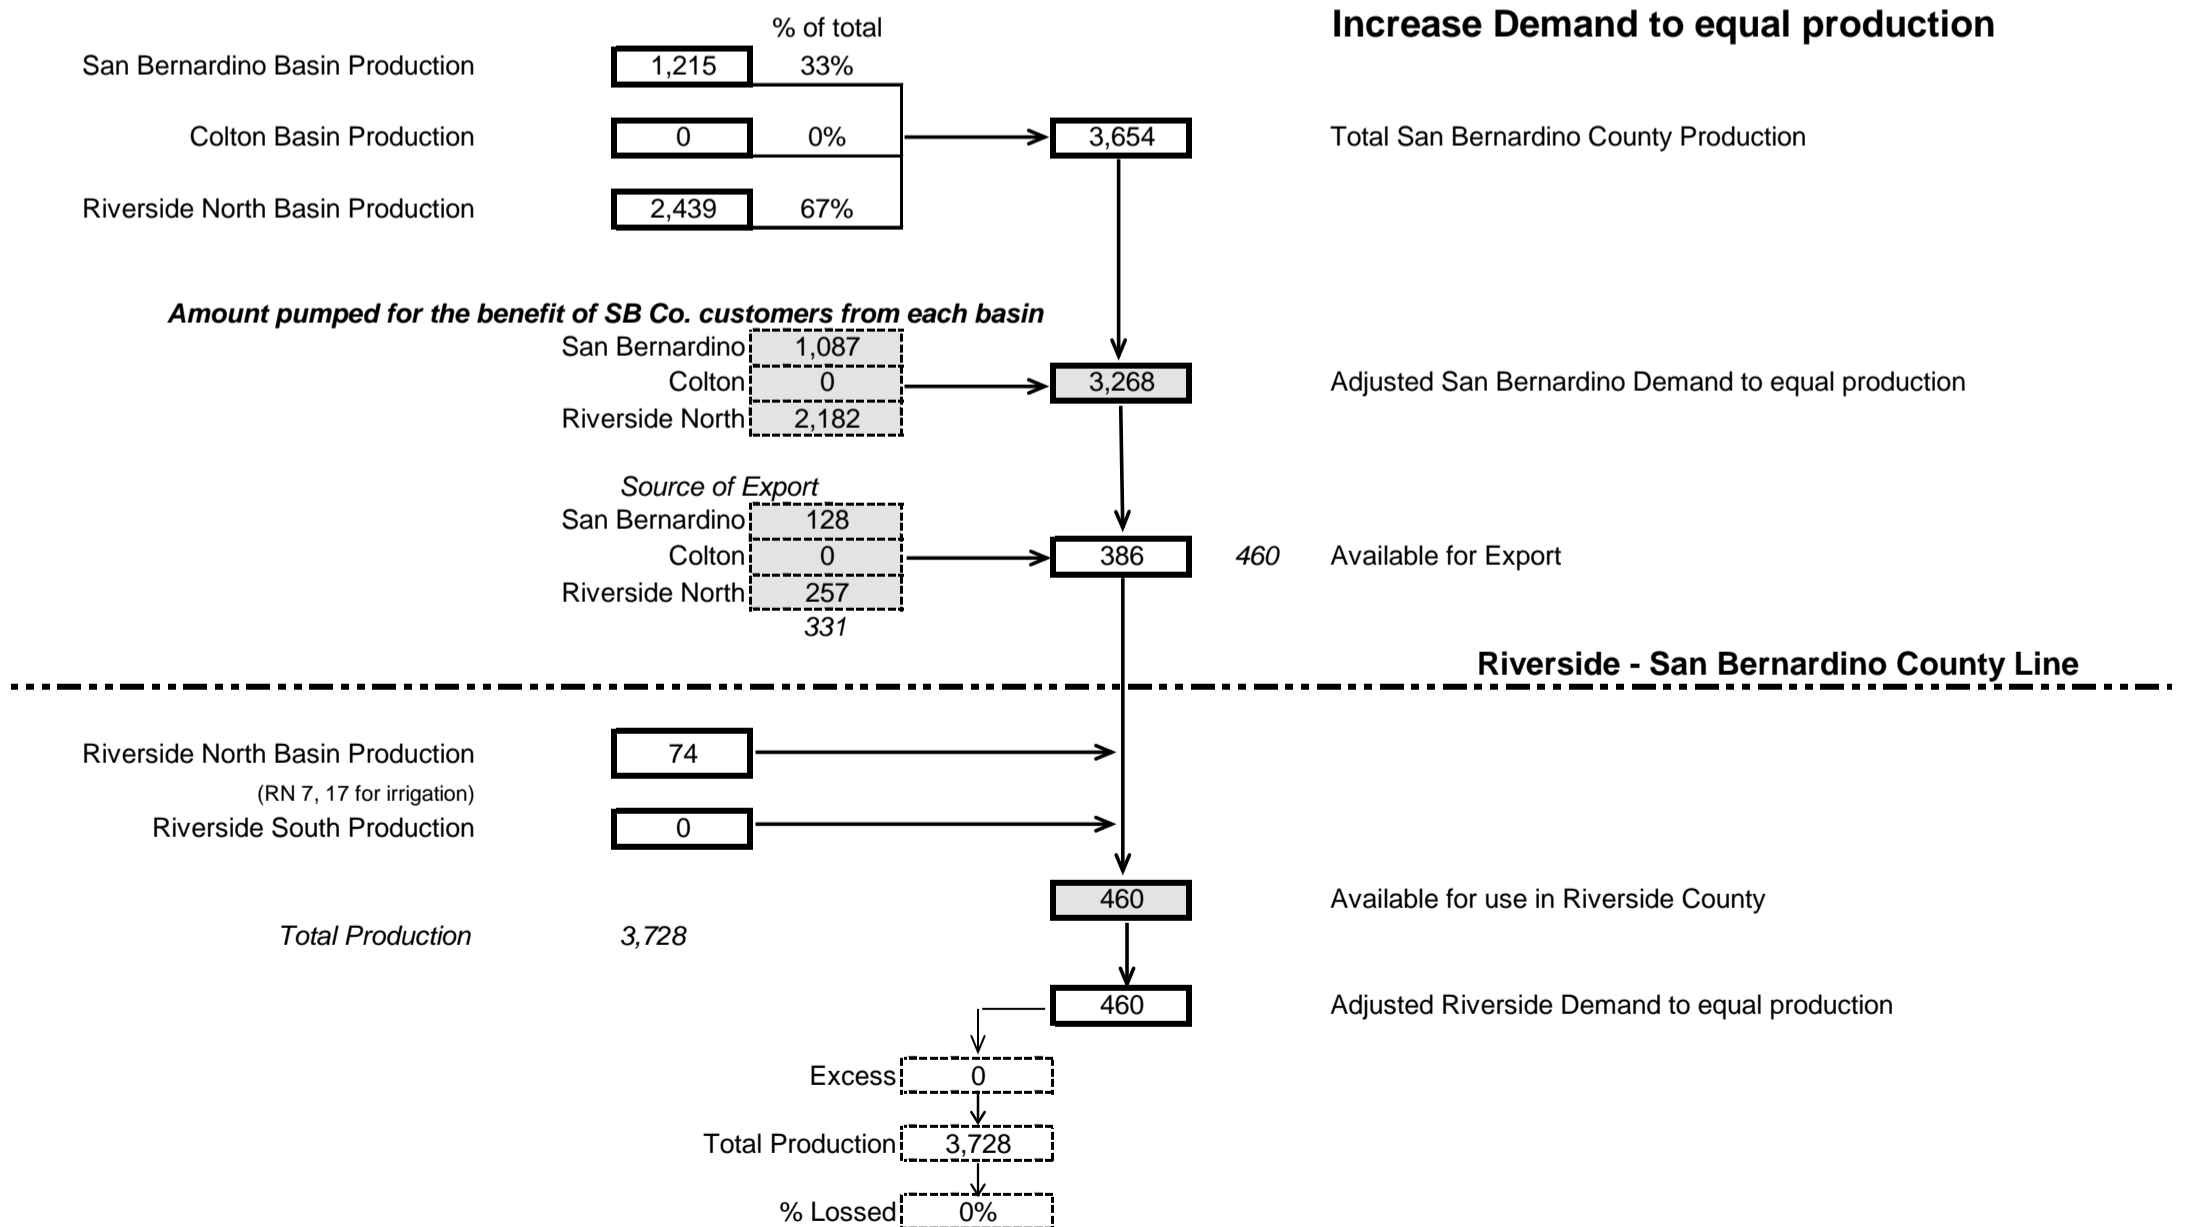 % of total
Increase Demand to equal production
San Bernardino Basin Production 1,215 33%
Colton Basin Production 0 0% 3,654 Total San Bernardino County Production
Riverside North Basin Production 2,439 67%
Amount pumped for the benefit of SB Co. customers from each basin
San Bernardino 1,087
Colton 0 3,268 Adjusted San Bernardino Demand to equal production
Riverside North 2,182
Source of Export
San Bernardino 128
Colton 0 386 460 Available for Export
Riverside North 257
331
Riverside - San Bernardino County Line
Riverside North Basin Production 74
(RN 7, 17 for irrigation)
Riverside South Production 0
460 Available for use in Riverside County
Total Production 3,728
460 Adjusted Riverside Demand to equal production
Excess 0
Total Production 3,728
% Lossed 0%